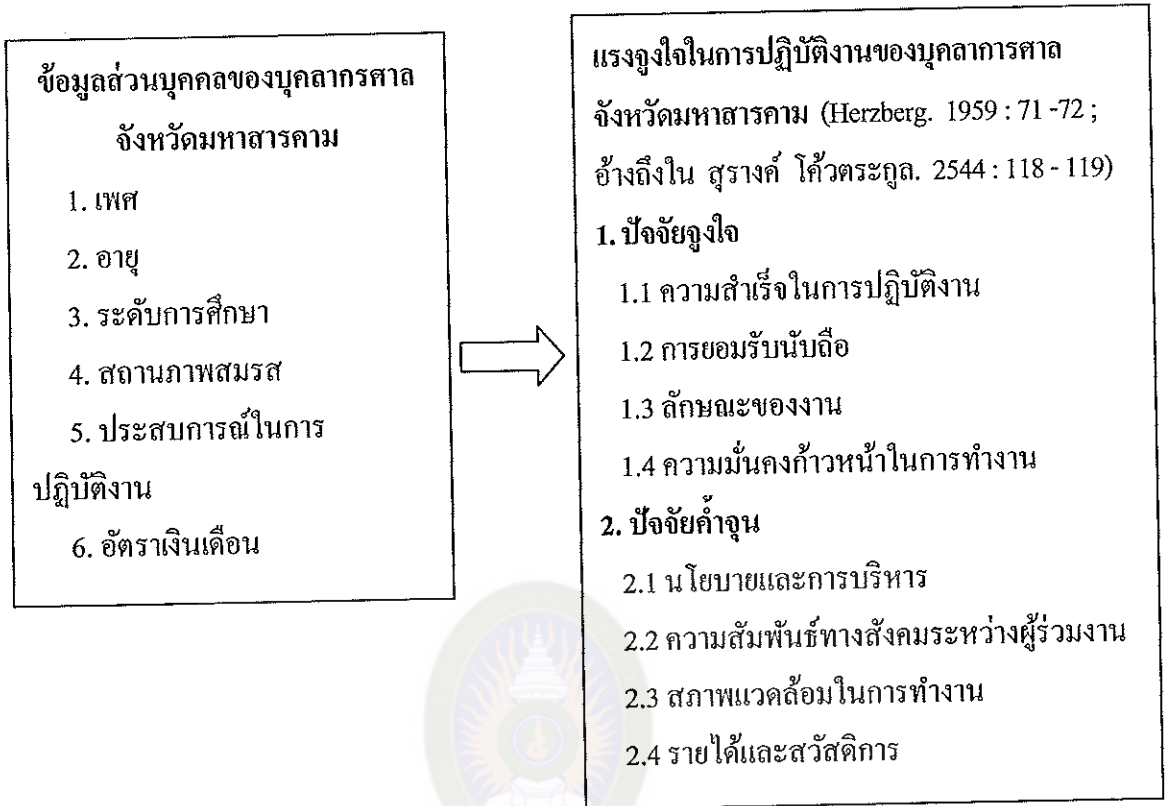 ข้อมูลส่วนบุคคลของบุคลากรศาล
จังหวัดมหาสารคาม
1. เพศ
2. อายุ
3. ระดับการศึกษา
4. สถานภาพสมรส
5. ประสบการณ์ในการ
ปฏิบัติงาน
6. อัตราเงินเดือน
แรงจูงใจในการปฏิบัติงานของบุคลาการศาล
จังหวัดมหาสารคาม (Herzberg. 1959 : 71 -72 ;
อ้างถึงใน สุรางค์ โค้วตระกูล. 2544 : 118 - 119)
1. ปัจจัยจูงใจ
1.1 ความสำเร็จในการปฏิบัติงาน
1.2 การยอมรับนับถือ
1.3 ลักษณะของงาน
1.4 ความมั่นคงก้าวหน้าในการทำงาน
2. ปัจจัยค้ำจุน
2.1 นโยบายและการบริหาร
2.2 ความสัมพันธ์ทางสังคมระหว่างผู้ร่วมงาน
2.3 สภาพแวดล้อมในการทำงาน
2.4 รายได้และสวัสดิการ